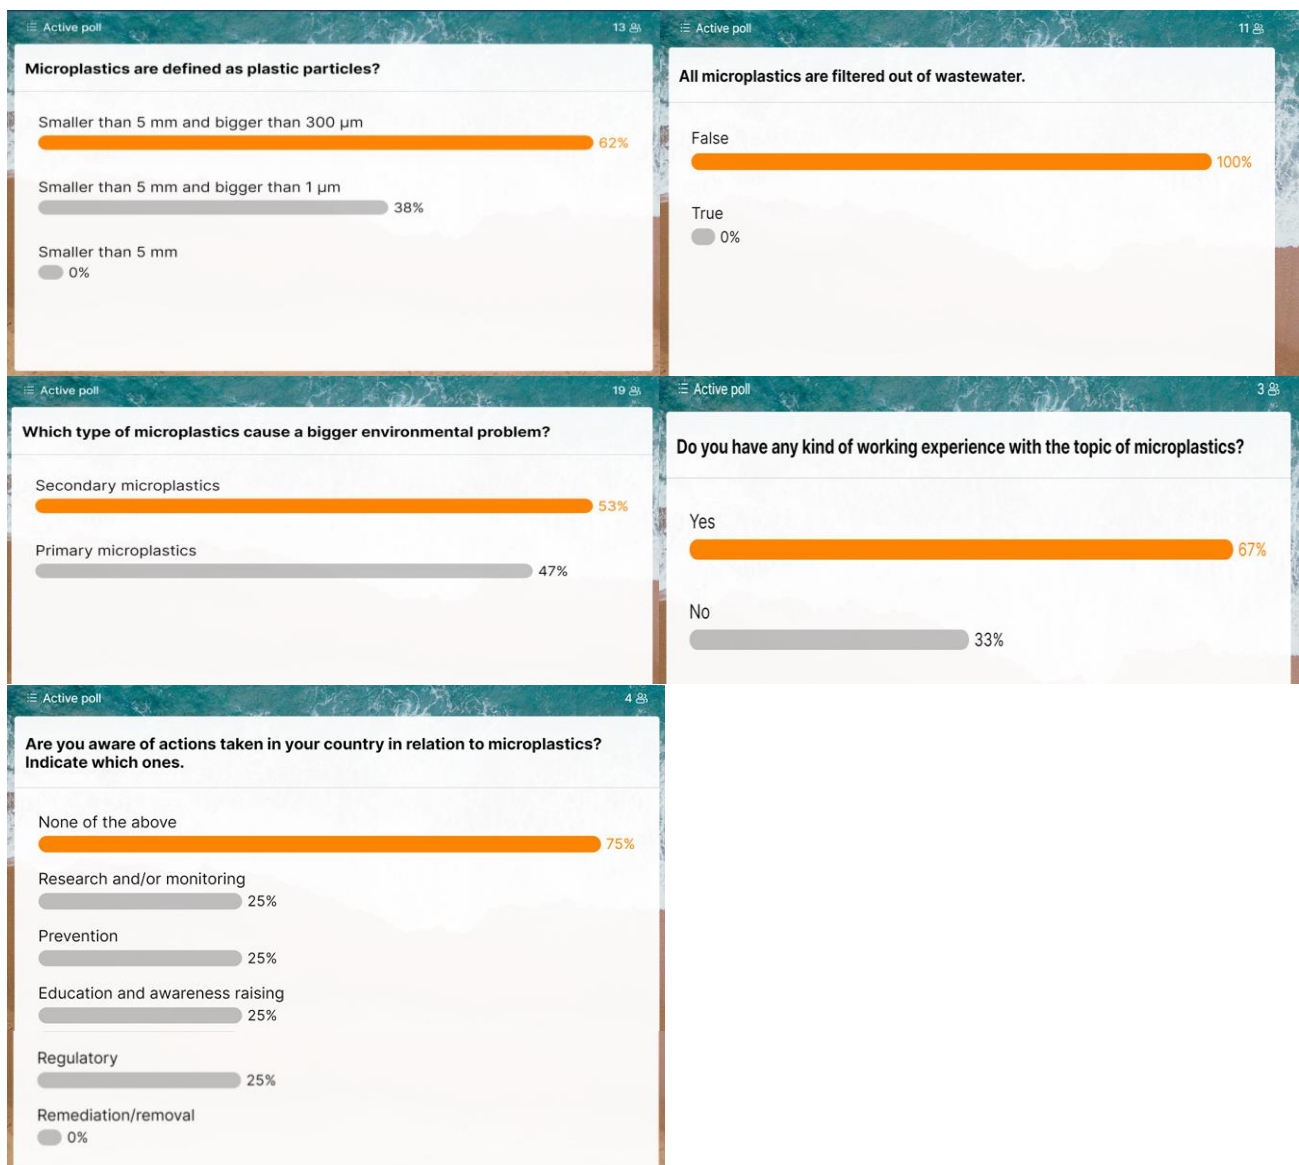 Active poll
13
Microplastics are defined as plastic particles?
Smaller than 5 mm and bigger than 300 µm
62%
Smaller than 5 mm and bigger than 1 µm
38%
Smaller than 5 mm
0%
Active poll
11
All microplastics are filtered out of wastewater.
False
100%
True
0%
Active poll
19
Which type of microplastics cause a bigger environmental problem?
Secondary microplastics
53%
Primary microplastics
47%
Active poll
3
Do you have any kind of working experience with the topic of microplastics?
Yes
67%
No
33%
Active poll
4
Are you aware of actions taken in your country in relation to microplastics?
Indicate which ones.
None of the above
75%
Research and/or monitoring
25%
Prevention
25%
Education and awareness raising
25%
Regulatory
25%
Remediation/removal
0%